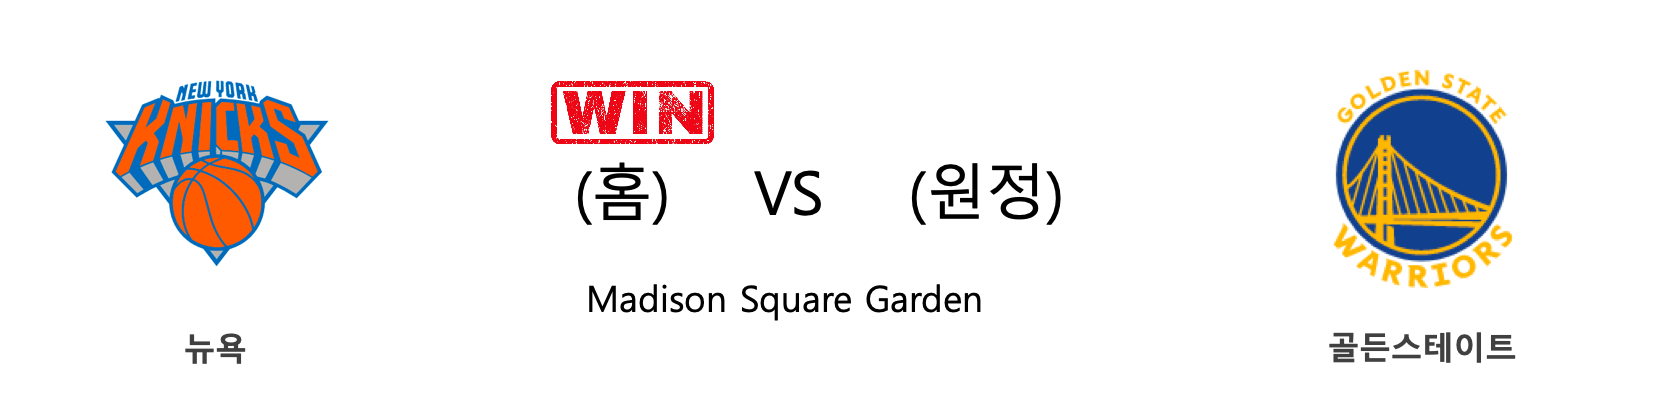 NEW YORK
KNICKS
뉴욕
WIN
(홈) VS (원정)
Madison Square Garden
GOLDEN STATE
WARRIORS
골든스테이트